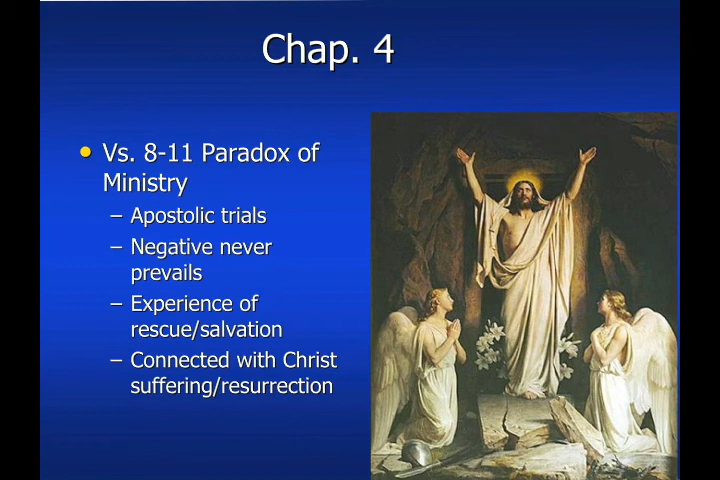 Chap. 4
• Vs. 8-11 Paradox of
Ministry
– Apostolic trials
– Negative never
prevails
– Experience of
rescue/salvation
– Connected with Christ
suffering/resurrection